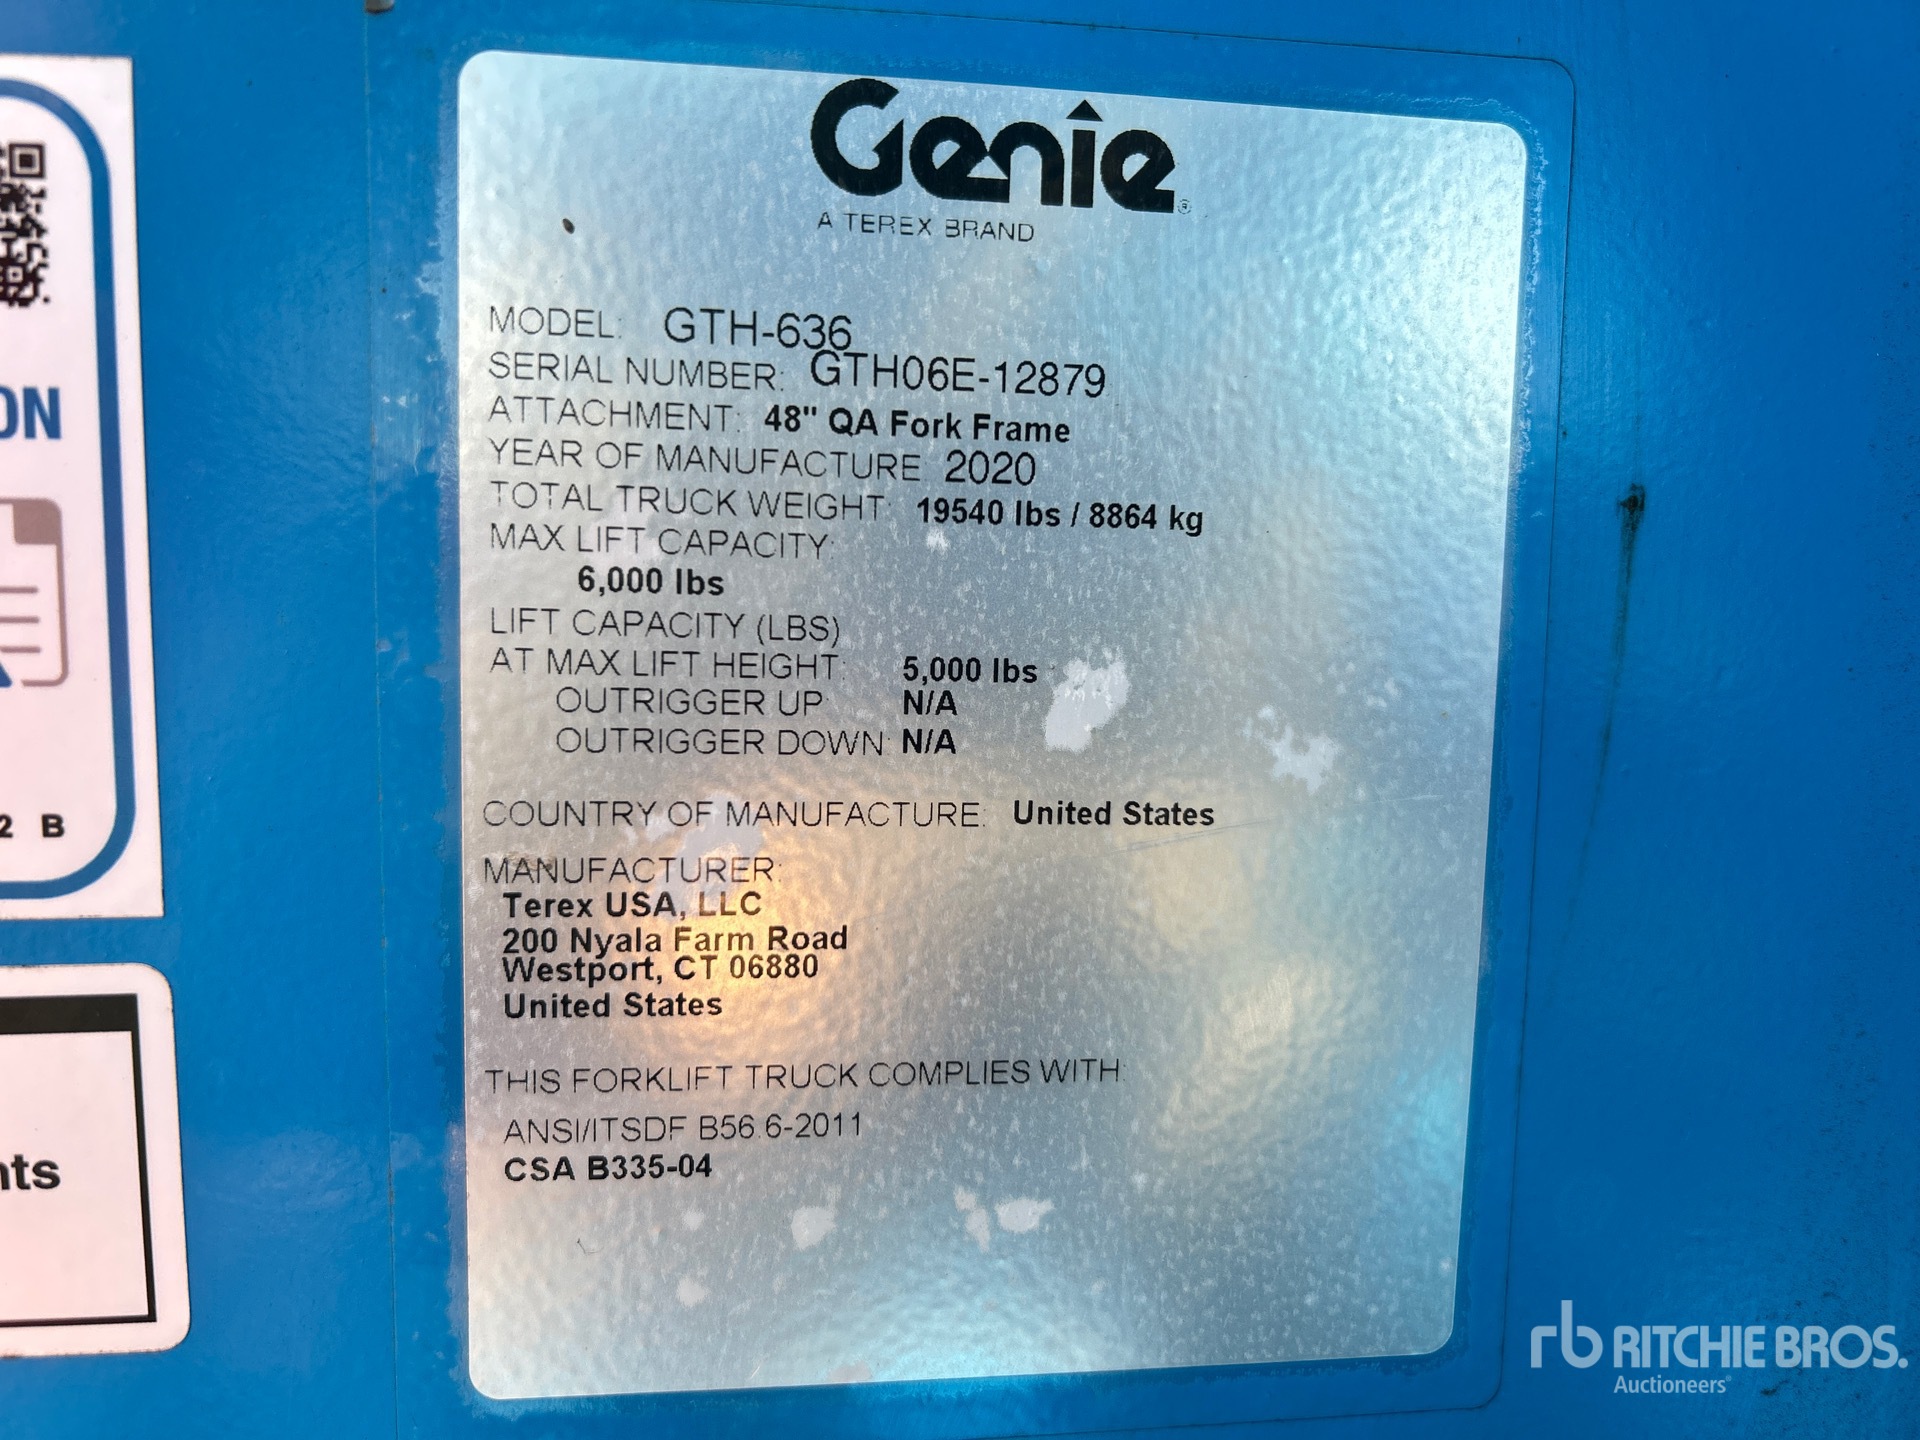 Genie®
A TEREX BRAND
MODEL: GTH-636
SERIAL NUMBER: GTH06E-12879
ATTACHMENT: 48" QA Fork Frame
YEAR OF MANUFACTURE 2020
TOTAL TRUCK WEIGHT: 19540 lbs / 8864 kg
MAX LIFT CAPACITY:
6,000 lbs
LIFT CAPACITY (LBS)
AT MAX LIFT HEIGHT: 5,000 lbs
OUTRIGGER UP: N/A
OUTRIGGER DOWN: N/A
COUNTRY OF MANUFACTURE: United States
MANUFACTURER:
Terex USA, LLC
200 Nyala Farm Road
Westport, CT 06880
United States
THIS FORKLIFT TRUCK COMPLIES WITH:
ANSI/ITSDF B56.6-2011
CSA B335-04
ON
2 B
nts
rb RITCHIE BROS.
Auctioneers